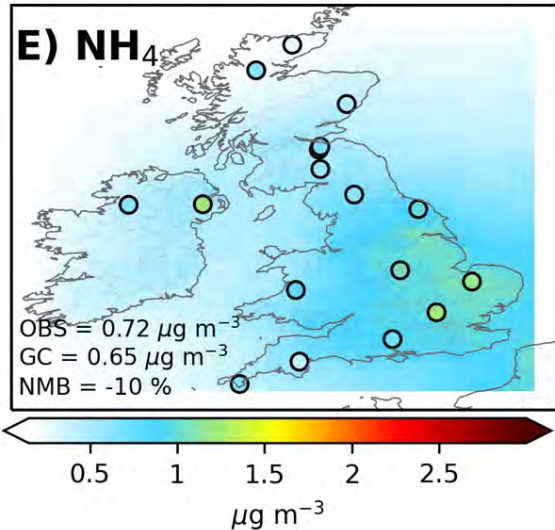 E) NH₄
OBS = 0.72 μg m⁻³
GC = 0.65 μg m⁻³
NMB = -10 %
0.5 1 1.5 2 2.5
μg m⁻³